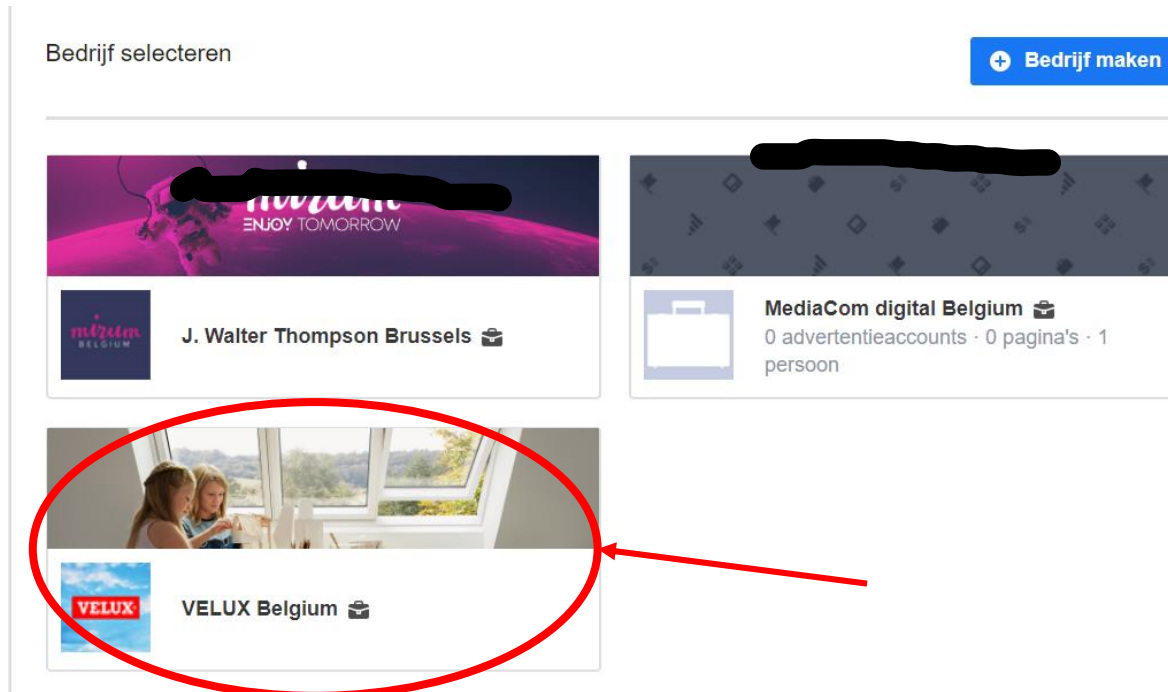 Bedrijf selecteren
Bedrijf maken
ENJOY TOMORROW
mirum
BELGIUM
J. Walter Thompson Brussels
MediaCom digital Belgium
0 advertentieaccounts · 0 pagina's · 1
persoon
VELUX
VELUX Belgium